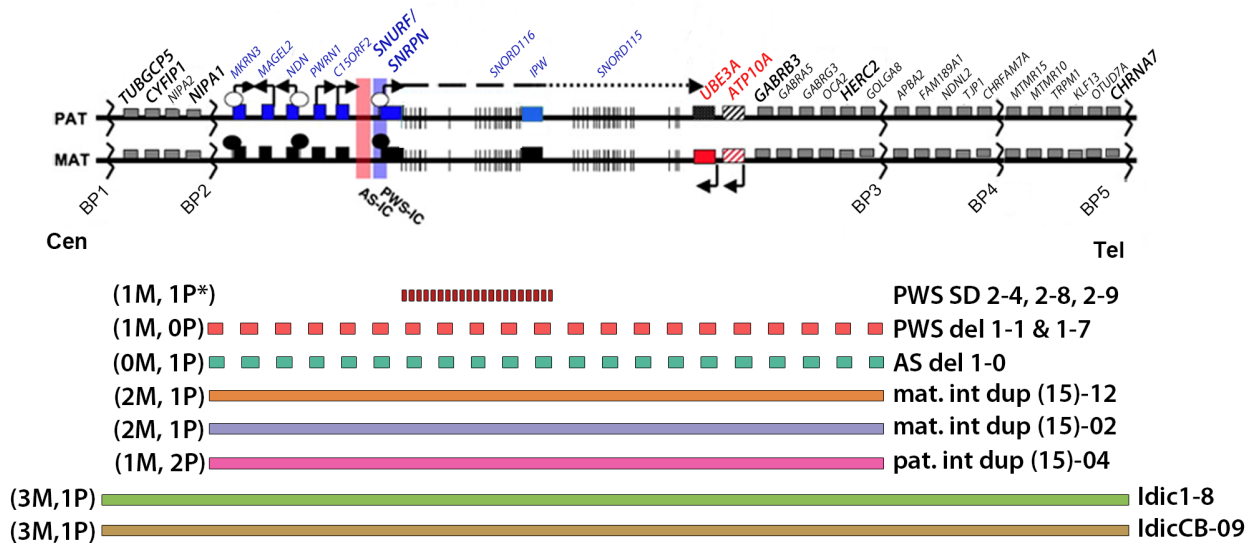 TUBGCP5
CYFIP1
NIPA2
NIPA1
MKRN3
MAGEL2
NDN
PWRN1
C15ORF2
SNURF/
SNRPN
SNORD116
IPW
SNORD115
UBE3A
ATP10A
GABRB3
GABRA5
GABRG3
OCA2
HERC2
GOLGA8
APBA2
FAM189A1
NDNL2
TJP1
CHRFAM7A
MTMR15
MTMR10
TRPM1
KLF13
OTUD7A
CHRNA7
PAT
MAT
BP1
BP2
AS-IC
PWS-IC
BP3
BP4
BP5
Cen
Tel
(1M, 1P*) PWS SD 2-4, 2-8, 2-9
(1M, 0P) PWS del 1-1 & 1-7
(0M, 1P) AS del 1-0
(2M, 1P) mat. int dup (15)-12
(2M, 1P) mat. int dup (15)-02
(1M, 2P) pat. int dup (15)-04
(3M,1P) Idic1-8
(3M,1P) IdicCB-09